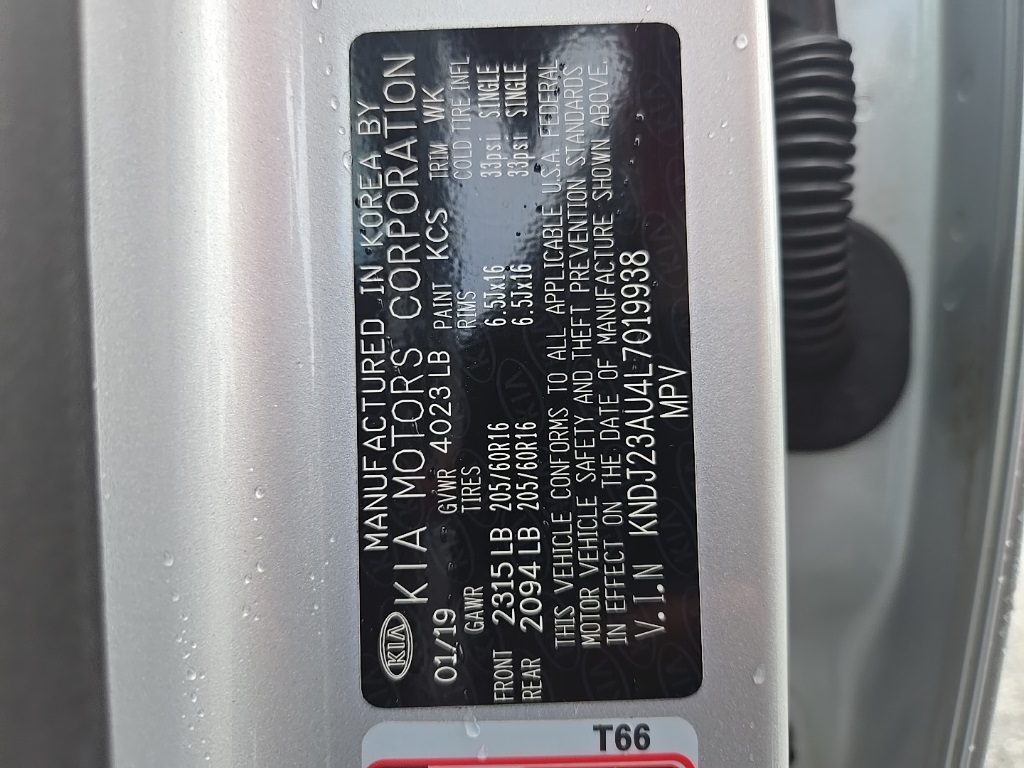 MANUFACTURED IN KOREA BY
KIA KIA MOTORS CORPORATION
01/19 GVWR 4023 LB PAINT KCS TRIM WK
GAWR TIRES RIMS COLD TIRE INFL
FRONT 2315 LB 205/60R16 6.5Jx16 33psi SINGLE
REAR 2094 LB 205/60R16 6.5Jx16 33psi SINGLE
THIS VEHICLE CONFORMS TO ALL APPLICABLE U.S.A. FEDERAL
MOTOR VEHICLE SAFETY AND THEFT PREVENTION STANDARDS
IN EFFECT ON THE DATE OF MANUFACTURE SHOWN ABOVE.
V.I.N KNDJ23AU4L7019938
MPV
T66